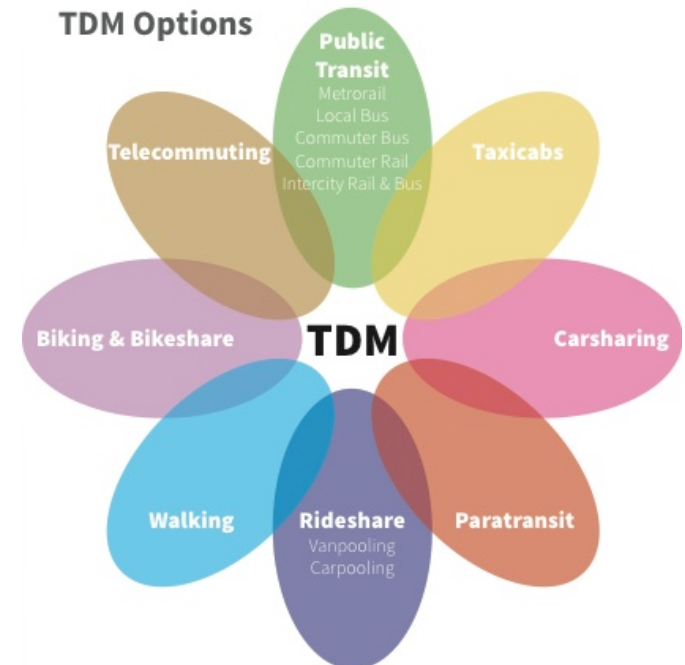 TDM Options
Public
Transit
Metrorail
Local Bus
Commuter Bus
Commuter Rail
Intercity Rail & Bus
Telecommuting
Taxicabs
Biking & Bikeshare
TDM
Carsharing
Walking
Rideshare
Vanpooling
Carpooling
Paratransit